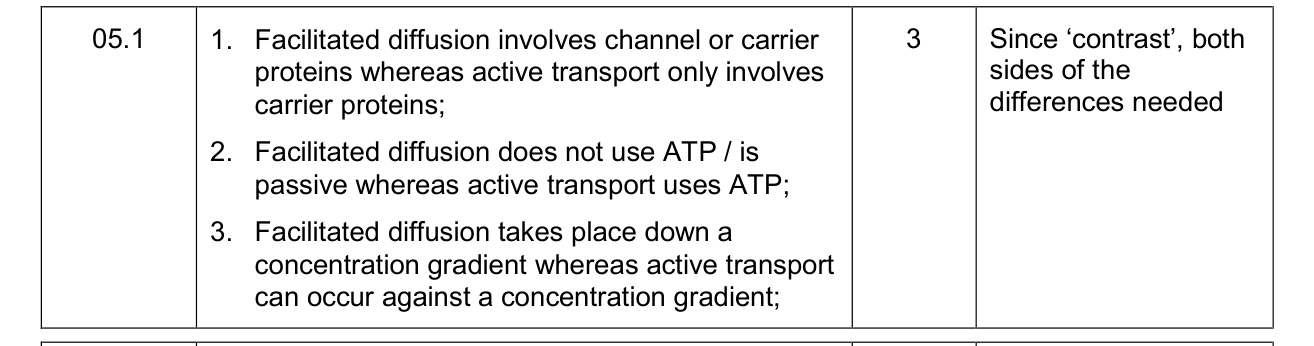 05.1
1. Facilitated diffusion involves channel or carrier
proteins whereas active transport only involves
carrier proteins;
2. Facilitated diffusion does not use ATP / is
passive whereas active transport uses ATP;
3. Facilitated diffusion takes place down a
concentration gradient whereas active transport
can occur against a concentration gradient;
3
Since ‘contrast’, both
sides of the
differences needed